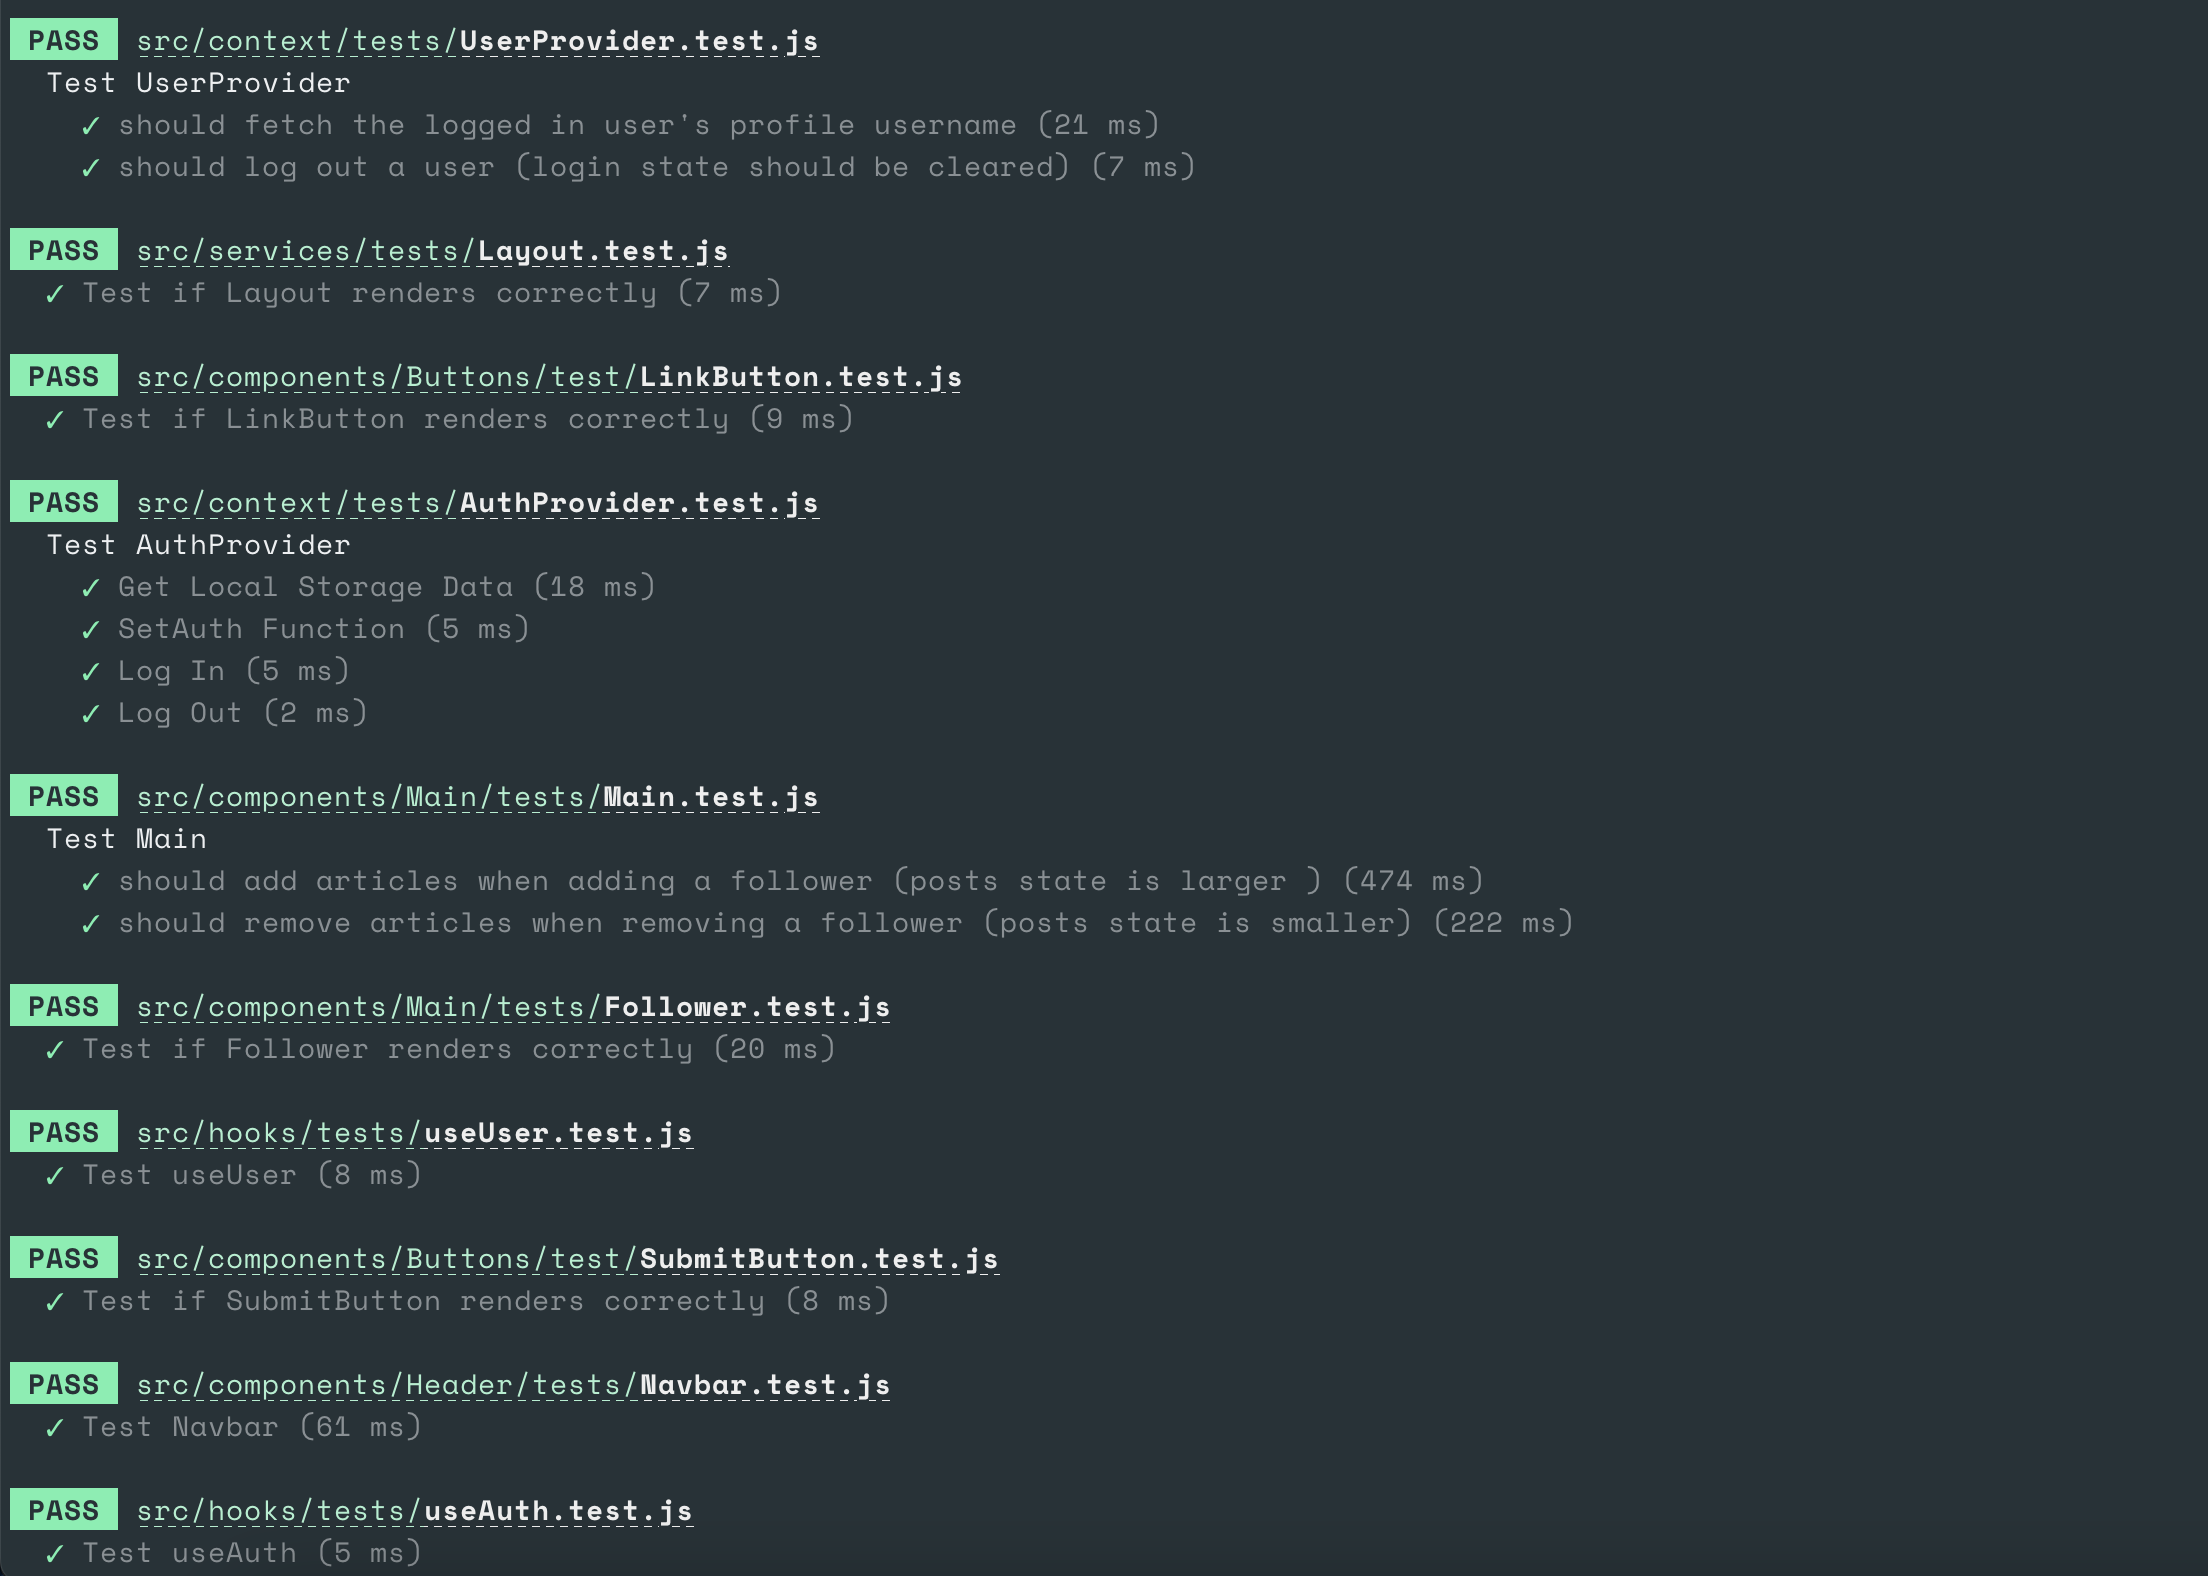 PASS src/context/tests/UserProvider.test.js
Test UserProvider
✓ should fetch the logged in user's profile username (21 ms)
✓ should log out a user (login state should be cleared) (7 ms)
PASS src/services/tests/Layout.test.js
✓ Test if Layout renders correctly (7 ms)
PASS src/components/Buttons/test/LinkButton.test.js
✓ Test if LinkButton renders correctly (9 ms)
PASS src/context/tests/AuthProvider.test.js
Test AuthProvider
✓ Get Local Storage Data (18 ms)
✓ SetAuth Function (5 ms)
✓ Log In (5 ms)
✓ Log Out (2 ms)
PASS src/components/Main/tests/Main.test.js
Test Main
✓ should add articles when adding a follower (posts state is larger ) (474 ms)
✓ should remove articles when removing a follower (posts state is smaller) (222 ms)
PASS src/components/Main/tests/Follower.test.js
✓ Test if Follower renders correctly (20 ms)
PASS src/hooks/tests/useUser.test.js
✓ Test useUser (8 ms)
PASS src/components/Buttons/test/SubmitButton.test.js
✓ Test if SubmitButton renders correctly (8 ms)
PASS src/components/Header/tests/Navbar.test.js
✓ Test Navbar (61 ms)
PASS src/hooks/tests/useAuth.test.js
✓ Test useAuth (5 ms)